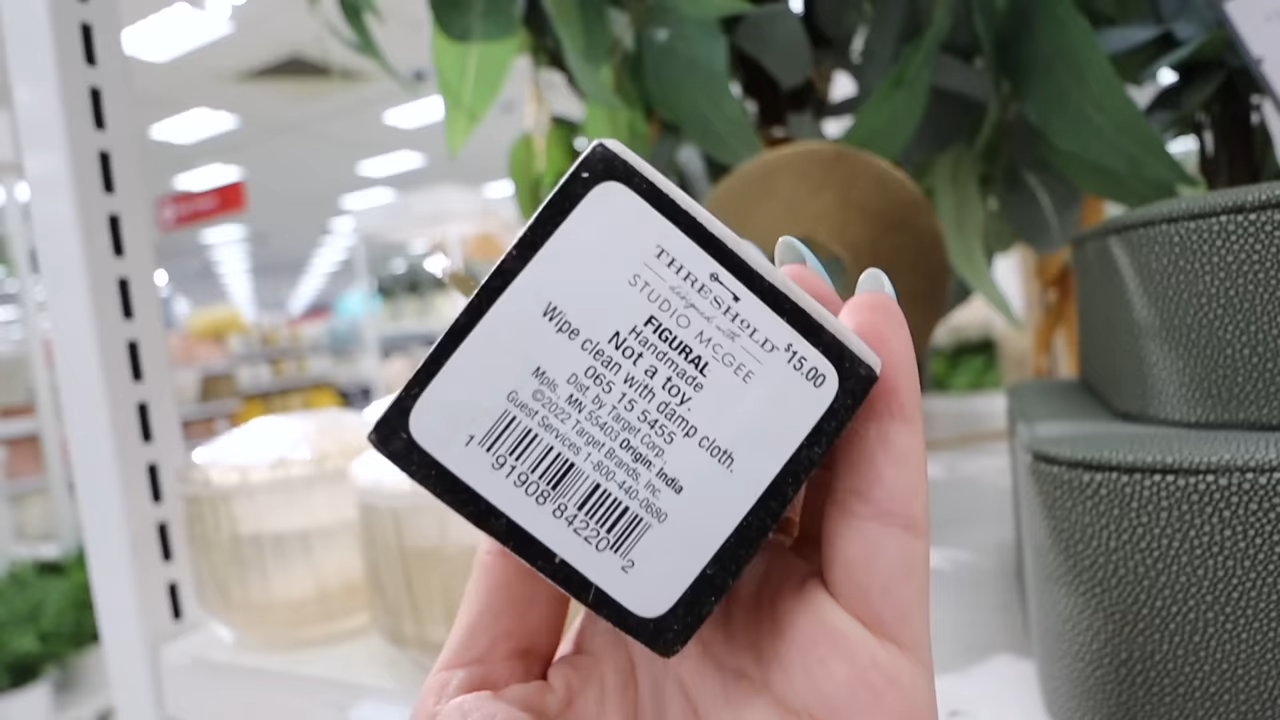 THRESHOLD
designed with
STUDIO MCGEE
$15.00
FIGURAL
Handmade
Not a toy.
Wipe clean with damp cloth.
065 15 5455
Dist. by Target Corp.,
Mpls., MN 55403 Origin: India
©2022 Target Brands, Inc.
Guest Services 1-800-440-0680
1 91908 84220 2